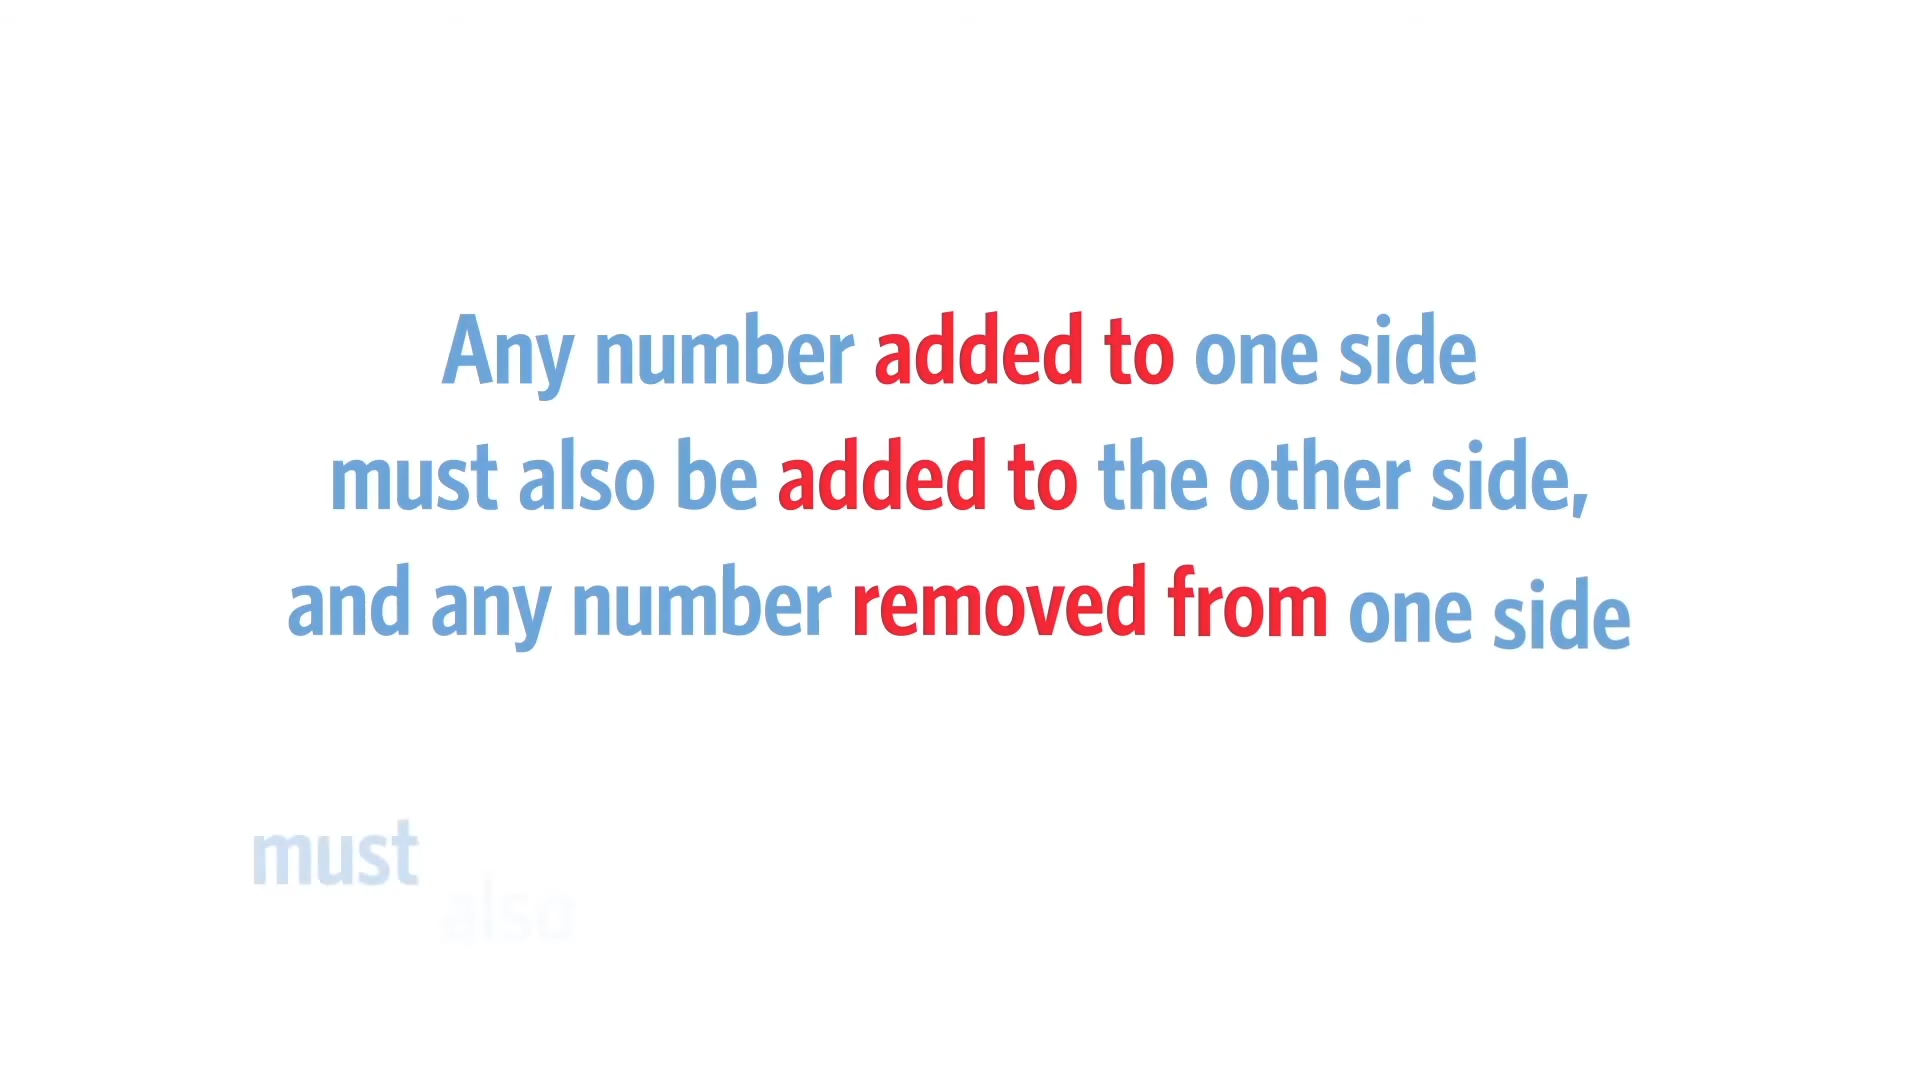 Any number added to one side
must also be added to the other side,
and any number removed from one side
must also